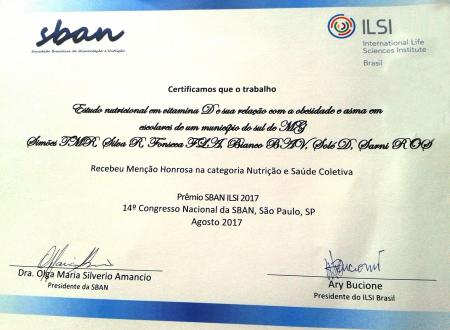 sban
Sociedade Brasileira de Alimentação e Nutrição
ILSI
International Life
Sciences Institute
Brasil
Certificamos que o trabalho
Estudo nutricional em vitamina D e sua relação com a obesidade e asma em
escolares de um município do sul de MG
Simões TMR, Silva R, Fonseca FLA, Bianco BAV, Solé D, Sarni ROS
Recebeu Menção Honrosa na categoria Nutrição e Saúde Coletiva
Prêmio SBAN ILSI 2017
14º Congresso Nacional da SBAN, São Paulo, SP
Agosto 2017
Dra. Olga Maria Silverio Amancio
Presidente da SBAN
Ary Bucione
Presidente do ILSI Brasil